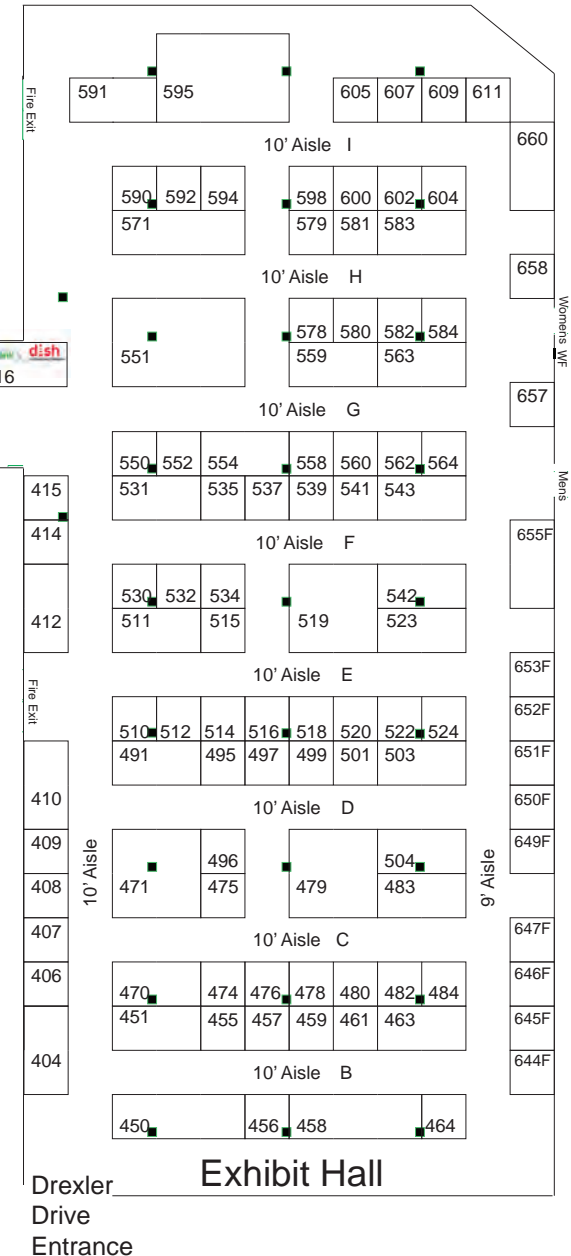 591 595 605 607 609 611
Fire Exit
10' Aisle I
660
590 592 594 598 600 602 604
571 579 581 583
10' Aisle H
658
578 580 582 584
Womens WF
dish
551 559 563
16
657
10' Aisle G
550 552 554 558 560 562 564
Mens
415 531 535 537 539 541 543
414 10' Aisle F 655F
530 532 534 542
412 511 515 519 523
653F
10' Aisle E
Fire Exit
652F
510 512 514 516 518 520 522 524
491 495 497 499 501 503 651F
410 10' Aisle D 650F
409 649F
496 504
408 471 475 479 483
10' Aisle
9' Aisle
407 647F
10' Aisle C
406 646F
470 474 476 478 480 482 484
451 455 457 459 461 463 645F
404 644F
10' Aisle B
450 456 458 464
Exhibit Hall
Drexler
Drive
Entrance